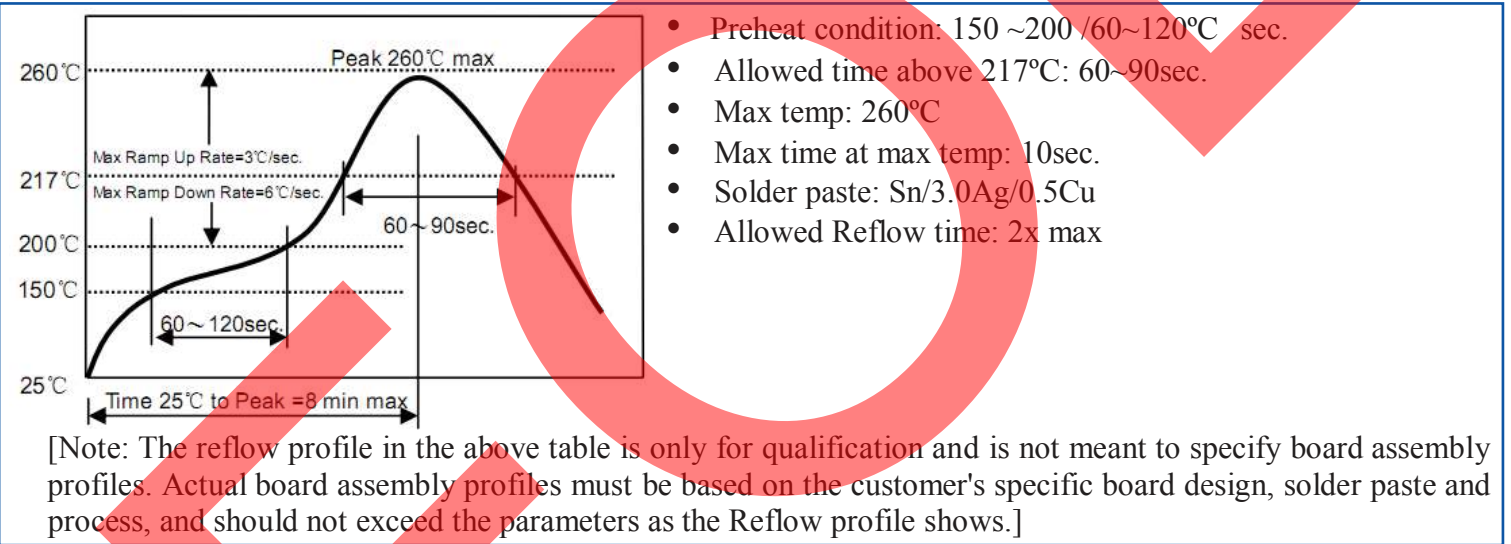 260℃
Peak 260℃ max
Max Ramp Up Rate=3℃/sec.
217℃
Max Ramp Down Rate=6℃/sec.
60～90sec.
200℃
150℃
60～120sec.
25℃
Time 25℃ to Peak =8 min max
• Preheat condition: 150 ~200 /60~120ºC sec.
• Allowed time above 217ºC: 60~90sec.
• Max temp: 260ºC
• Max time at max temp: 10sec.
• Solder paste: Sn/3.0Ag/0.5Cu
• Allowed Reflow time: 2x max
[Note: The reflow profile in the above table is only for qualification and is not meant to specify board assembly
profiles. Actual board assembly profiles must be based on the customer's specific board design, solder paste and
process, and should not exceed the parameters as the Reflow profile shows.]